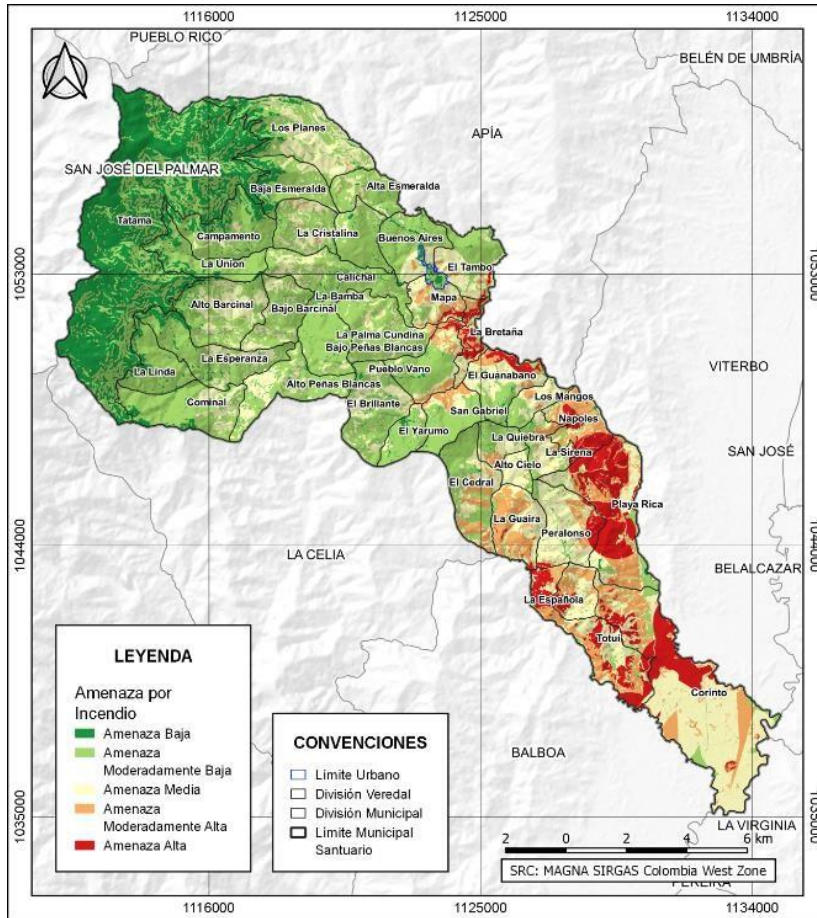 1116000
1125000
1134000
PUEBLO RICO
BELÉN DE UMBRÍA
APÍA
Los Planes
SAN JOSÉ DEL PALMAR
Baja Esmeralda
Alta Esmeralda
Tatama
Campamento
La Cristalina
Buenos Aires
La Union
El Tambo
1053000
1053000
Calichal
Alto Barcinal
La Bamba
Mapa
Bajo Barcinal
La Palma Cundina
La Bretaña
Bajo Peñas Blancas
La Esperanza
La Linda
Pueblo Vano
El Guanabano
VITERBO
Alto Peñas Blancas
Cominal
El Brillante
San Gabriel
Los Mangos
Napoles
El Yarumo
La Quiebra
La Sirena
SAN JOSÉ
Alto Cielo
El Cedral
La Guaira
Playa Rica
Peralonso
1044000
1044000
LA CELIA
BELALCAZAR
La Española
Totui
Corinto
LEYENDA
Amenaza por
Incendio
Amenaza Baja
Amenaza
Moderadamente Baja
Amenaza Media
Amenaza
Moderadamente Alta
Amenaza Alta
CONVENCIONES
Límite Urbano
División Veredal
División Municipal
Límite Municipal
Santuario
BALBOA
1035000
1035000
LA VIRGINIA
2 0 2 4 6 km
SRC: MAGNA SIRGAS Colombia West Zone
PEREIRA
1116000
1125000
1134000